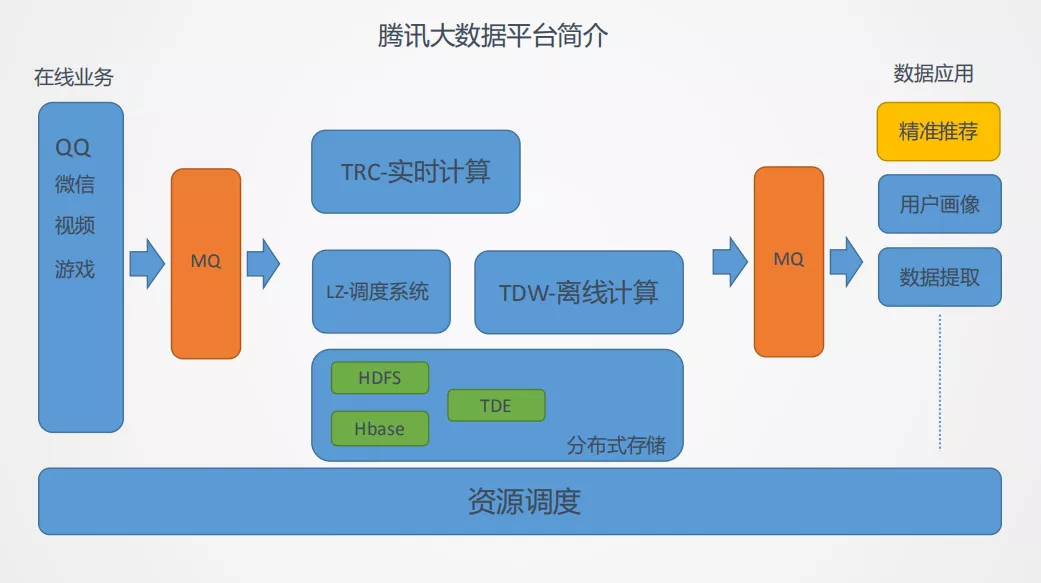 腾讯大数据平台简介
在线业务
QQ
微信
视频
游戏
MQ
TRC-实时计算
LZ-调度系统
TDW-离线计算
HDFS
Hbase
TDE
分布式存储
MQ
数据应用
精准推荐
用户画像
数据提取
资源调度